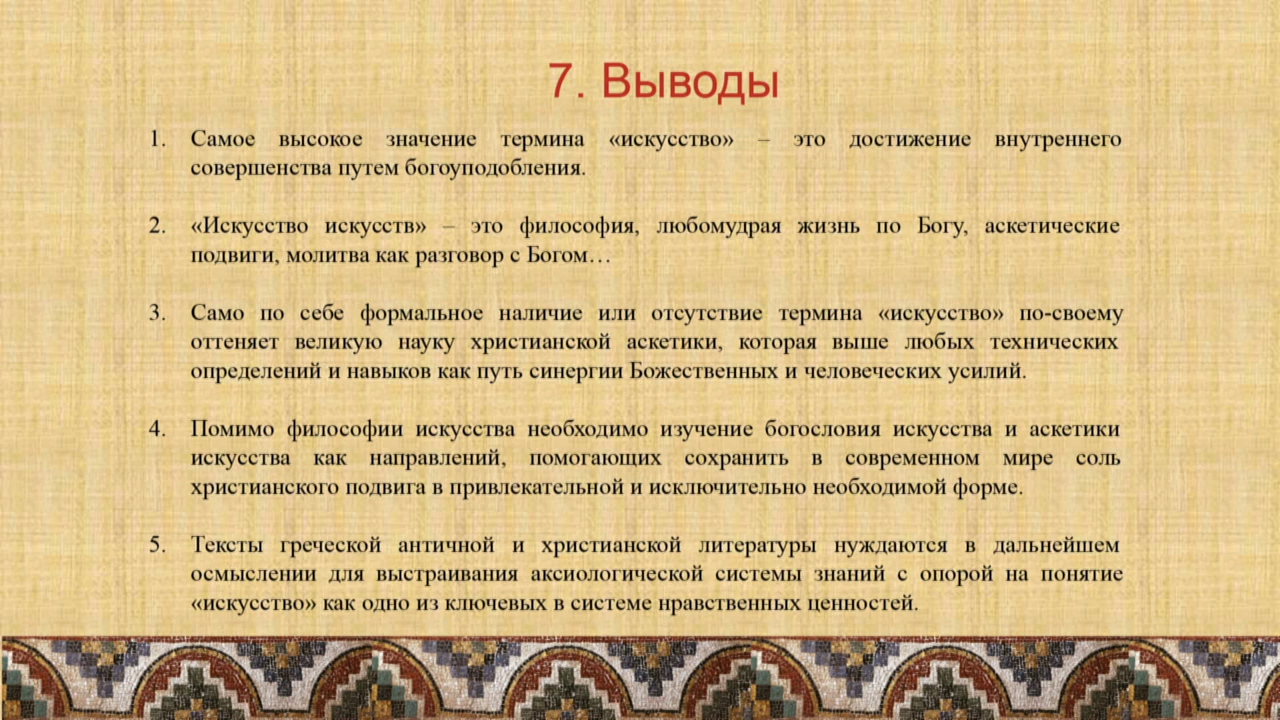 7. Выводы
1. Самое высокое значение термина «искусство» – это достижение внутреннего
совершенства путем богоуподобления.
2. «Искусство искусств» – это философия, любомудрая жизнь по Богу, аскетические
подвиги, молитва как разговор с Богом…
3. Само по себе формальное наличие или отсутствие термина «искусство» по-своему
оттеняет великую науку христианской аскетики, которая выше любых технических
определений и навыков как путь синергии Божественных и человеческих усилий.
4. Помимо философии искусства необходимо изучение богословия искусства и аскетики
искусства как направлений, помогающих сохранить в современном мире соль
христианского подвига в привлекательной и исключительно необходимой форме.
5. Тексты греческой античной и христианской литературы нуждаются в дальнейшем
осмыслении для выстраивания аксиологической системы знаний с опорой на понятие
«искусство» как одно из ключевых в системе нравственных ценностей.